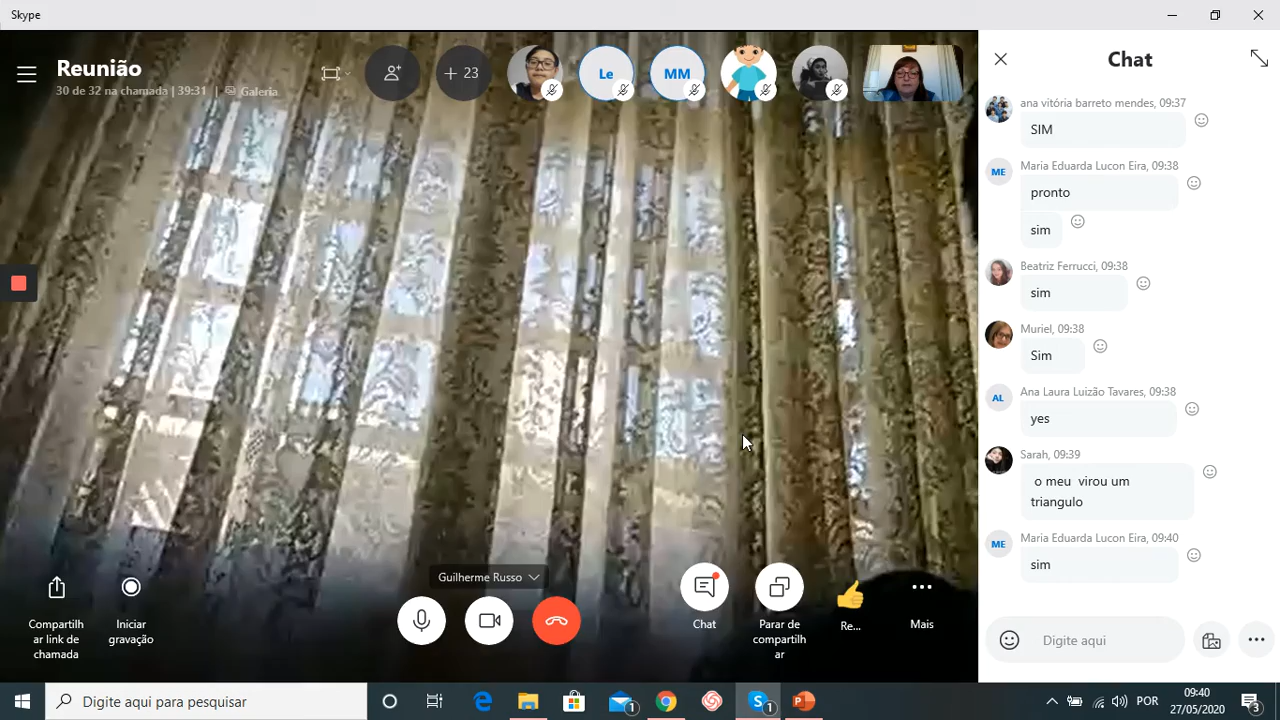 Skype
Reunião
30 de 32 na chamada | 39:31 | Galeria
+ 23
Le
MM
Chat
ana vitória barreto mendes, 09:37
SIM
ME
Maria Eduarda Lucon Eira, 09:38
pronto
sim
Beatriz Ferrucci, 09:38
sim
Muriel, 09:38
Sim
AL
Ana Laura Luizão Tavares, 09:38
yes
Sarah, 09:39
o meu virou um
triangulo
ME
Maria Eduarda Lucon Eira, 09:40
sim
Guilherme Russo
Compartilh
ar link de
chamada
Iniciar
gravação
Chat
Parar de
compartilh
ar
Re...
Mais
Digite aqui
Digite aqui para pesquisar
1
1
POR
09:40
27/05/2020
3